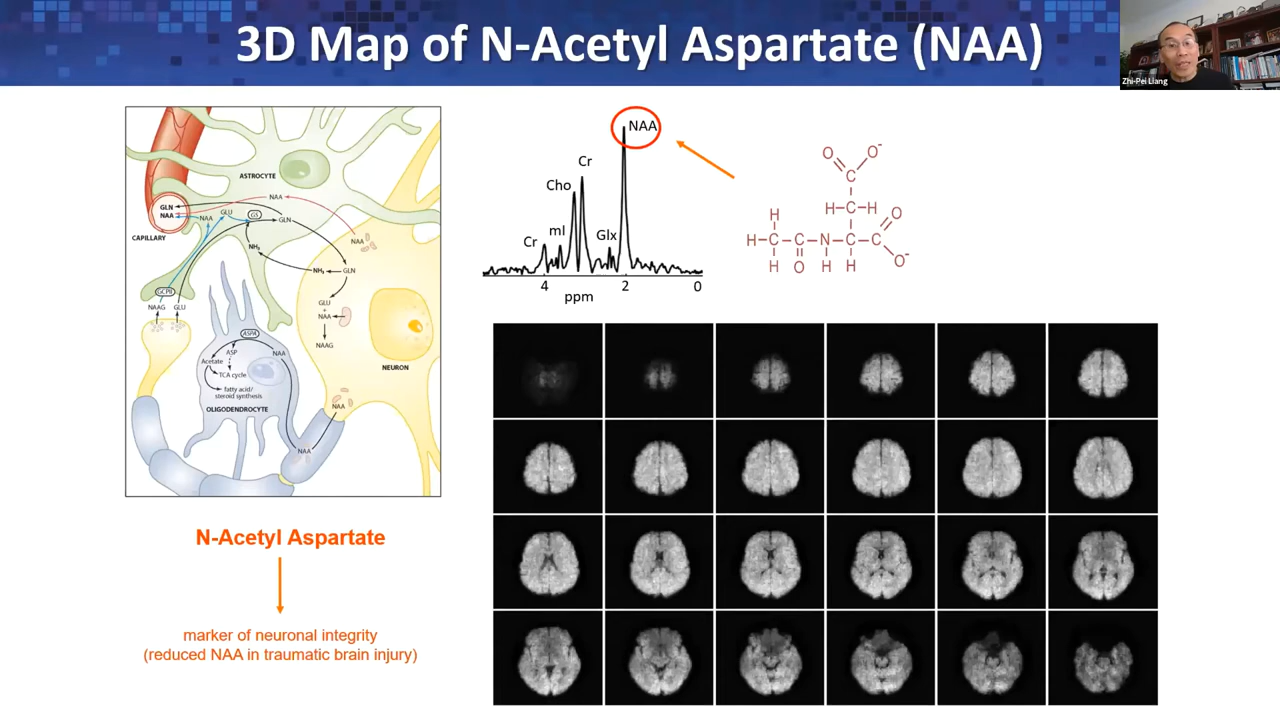 3D Map of N-Acetyl Aspartate (NAA)
Zhi-Pei Liang
ASTROCYTE
NAA
GLN
NAA
NAA
GLU
GS
GLN
CAPILLARY
NH₃
NAA
NH₃
GLN
GCPII
NAAG
GLU
GLU
+
NAA
NAAG
ASPA
ASP
NAA
Acetate
TCA cycle
fatty acid/
steroid synthesis
OLIGODENDROCYTE
NEURON
NAA
NAA
NAA
Cr
Cho
Cr
mI
Glx
4
2
0
ppm
O
O-
C
H-C-H
O
H
H-C-C-N-C-C
O-
H
O
H
H
N-Acetyl Aspartate
marker of neuronal integrity
(reduced NAA in traumatic brain injury)